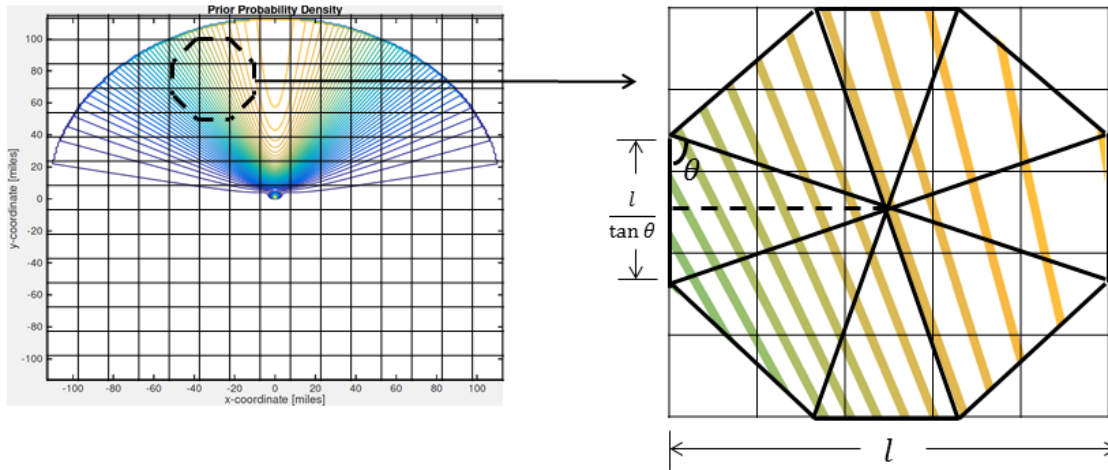 Prior Probability Density
100
80
60
40
20
0
-20
-40
-60
-80
-100
y-coordinate [miles]
-100 -80 -60 -40 -20 0 20 40 60 80 100
x-coordinate [miles]
θ
l
tan θ
l